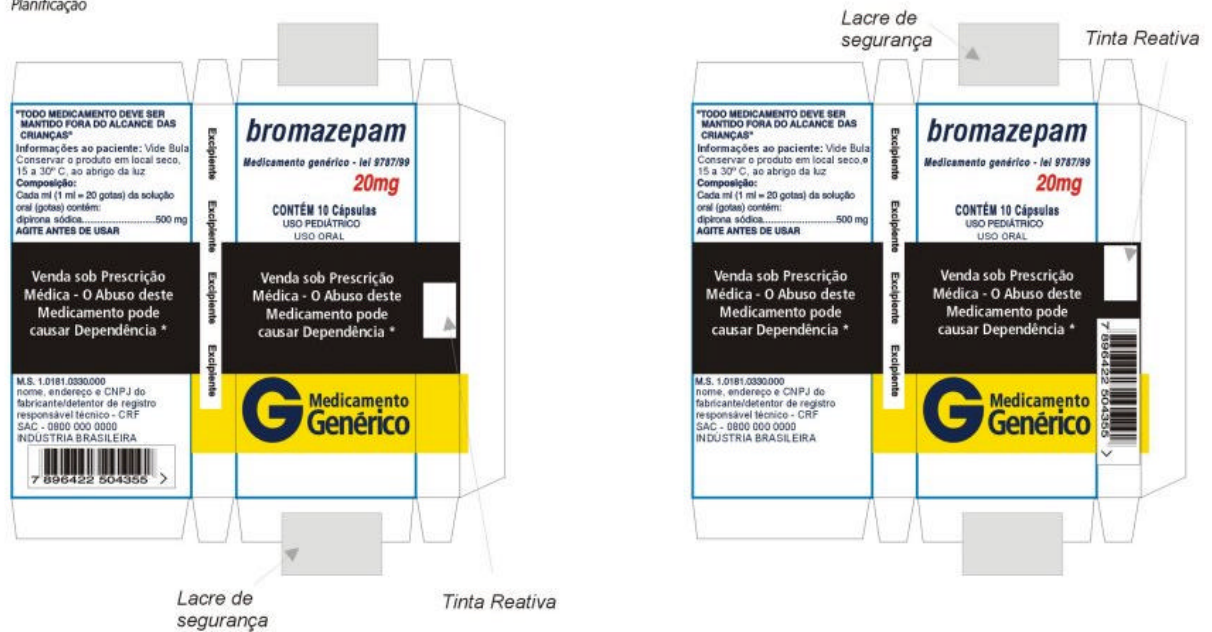 Planificação
"TODO MEDICAMENTO DEVE SER
MANTIDO FORA DO ALCANCE DAS
CRIANÇAS"
Informações ao paciente: Vide Bula
Conservar o produto em local seco,
15 a 30º C, ao abrigo da luz
Composição:
Cada ml (1 ml = 20 gotas) da solução
oral (gotas) contém:
dipirona sódica..............................500 mg
AGITE ANTES DE USAR
Venda sob Prescrição
Médica - O Abuso deste
Medicamento pode
causar Dependência *
M.S. 1.0181.0330.000
nome, endereço e CNPJ do
fabricante/detentor de registro
responsável técnico - CRF
SAC - 0800 000 0000
INDÚSTRIA BRASILEIRA
7 896422 504355 >
Excipiente Excipiente Excipiente Excipiente
bromazepam
Medicamento genérico - lei 9787/99
20mg
CONTÉM 10 Cápsulas
USO PEDIÁTRICO
USO ORAL
Venda sob Prescrição
Médica - O Abuso deste
Medicamento pode
causar Dependência *
G Medicamento
Genérico
Lacre de
segurança
Tinta Reativa
Lacre de
segurança
Tinta Reativa
"TODO MEDICAMENTO DEVE SER
MANTIDO FORA DO ALCANCE DAS
CRIANÇAS"
Informações ao paciente: Vide Bula
Conservar o produto em local seco,
15 a 30º C, ao abrigo da luz
Composição:
Cada ml (1 ml = 20 gotas) da solução
oral (gotas) contém:
dipirona sódica..............................500 mg
AGITE ANTES DE USAR
Venda sob Prescrição
Médica - O Abuso deste
Medicamento pode
causar Dependência *
M.S. 1.0181.0330.000
nome, endereço e CNPJ do
fabricante/detentor de registro
responsável técnico - CRF
SAC - 0800 000 0000
INDÚSTRIA BRASILEIRA
Excipiente Excipiente Excipiente Excipiente
bromazepam
Medicamento genérico - lei 9787/99
20mg
CONTÉM 10 Cápsulas
USO PEDIÁTRICO
USO ORAL
Venda sob Prescrição
Médica - O Abuso deste
Medicamento pode
causar Dependência *
7 896422 504355 >
G Medicamento
Genérico